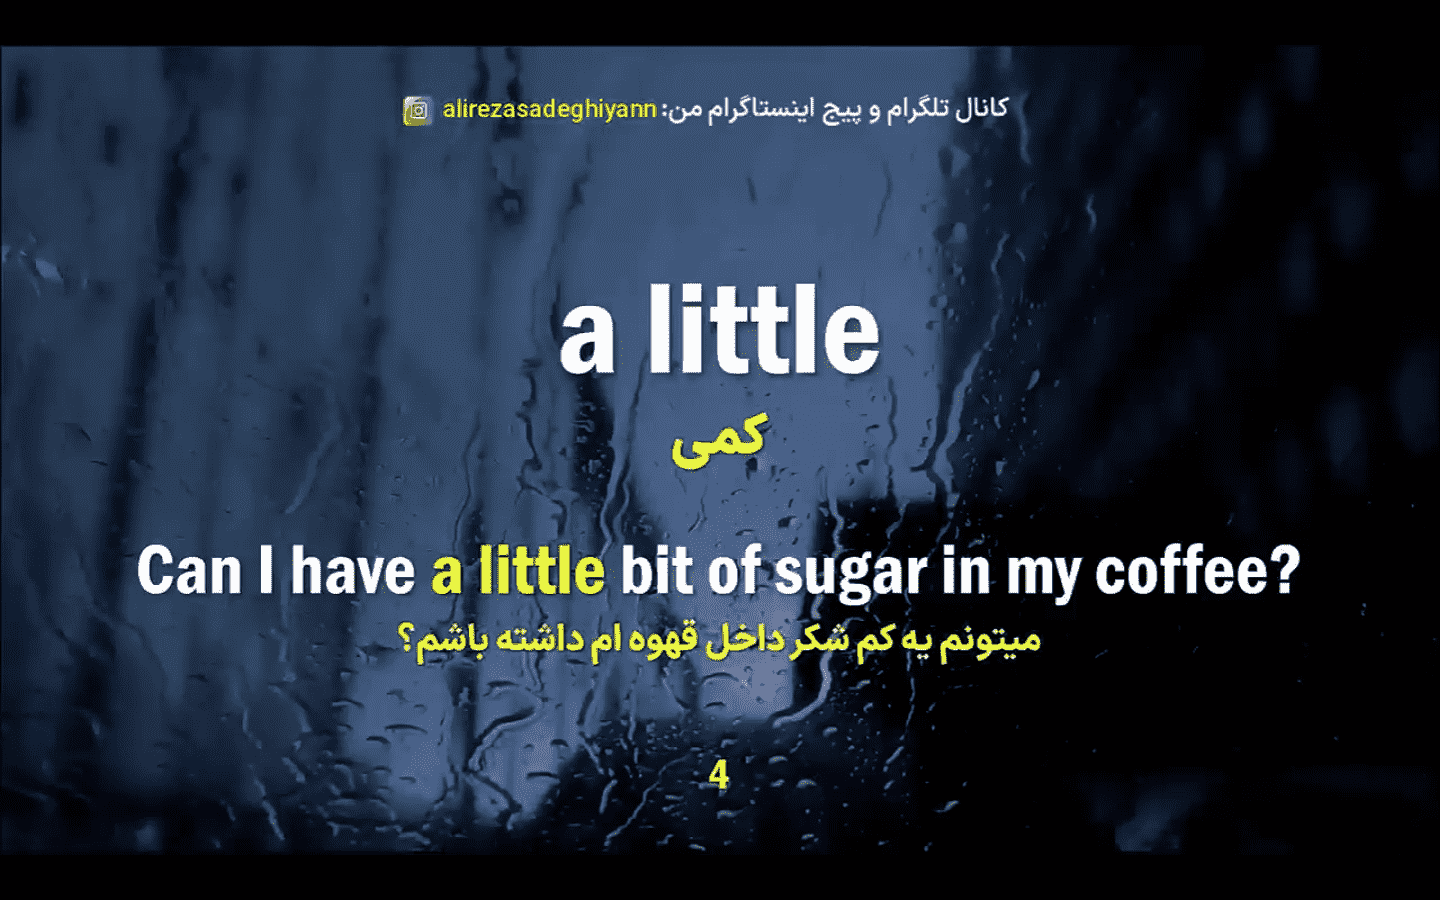 کانال تلگرام و پیج اینستاگرام من: alirezasadeghiyann
a little
کمی
Can I have a little bit of sugar in my coffee?
میتونم یه کم شکر داخل قهوه ام داشته باشم؟
4